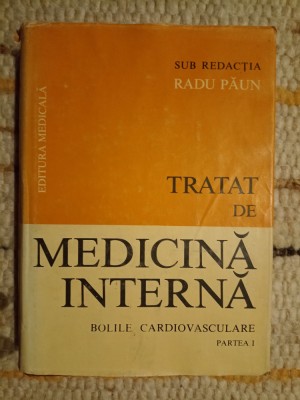 SUB REDACȚIA
RADU PĂUN
EDITURA MEDICALĂ
TRATAT
DE
MEDICINĂ
INTERNĂ
BOLILE CARDIOVASCULARE
PARTEA I